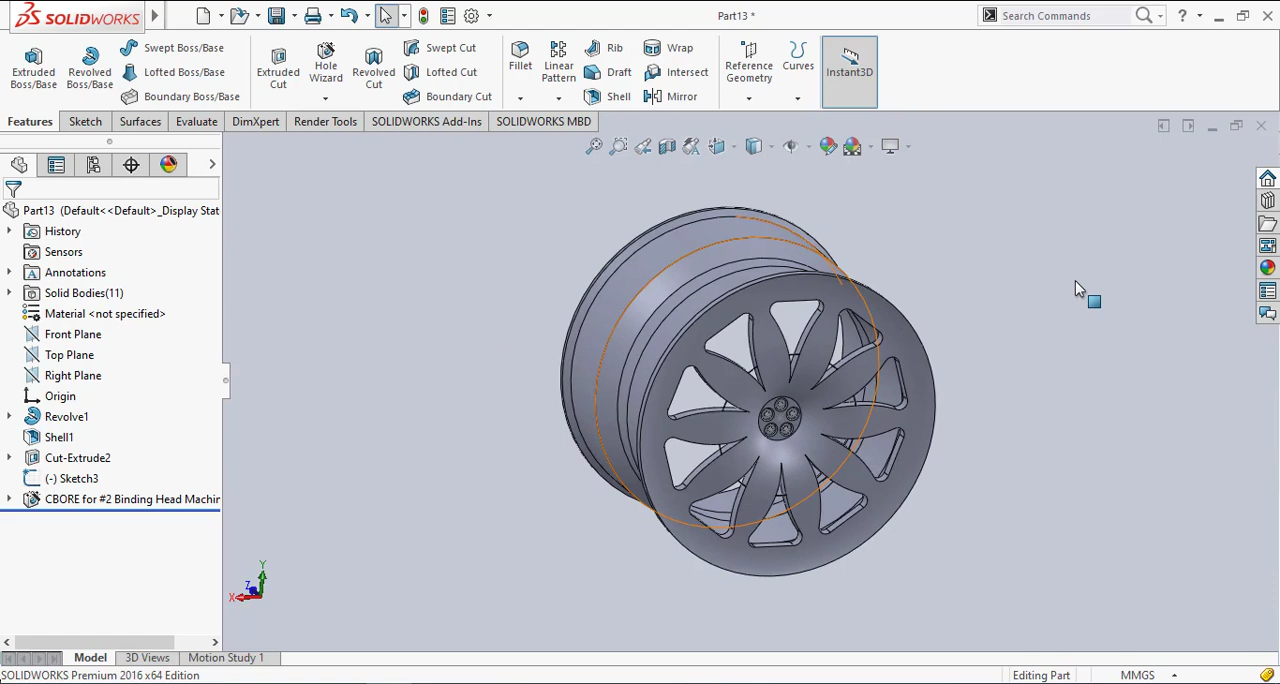 SOLIDWORKS
Part13 *
Search Commands
?
Extruded Boss/Base
Revolved Boss/Base
Swept Boss/Base
Lofted Boss/Base
Boundary Boss/Base
Extruded Cut
Hole Wizard
Revolved Cut
Swept Cut
Lofted Cut
Boundary Cut
Fillet
Linear Pattern
Rib
Draft
Shell
Wrap
Intersect
Mirror
Reference Geometry
Curves
Instant3D
Features
Sketch
Surfaces
Evaluate
DimXpert
Render Tools
SOLIDWORKS Add-Ins
SOLIDWORKS MBD
Part13 (Default<<Default>_Display Stat
History
Sensors
Annotations
Solid Bodies(11)
Material <not specified>
Front Plane
Top Plane
Right Plane
Origin
Revolve1
Shell1
Cut-Extrude2
(-) Sketch3
CBORE for #2 Binding Head Machin
Y
Z
X
Model
3D Views
Motion Study 1
SOLIDWORKS Premium 2016 x64 Edition
Editing Part
MMGS